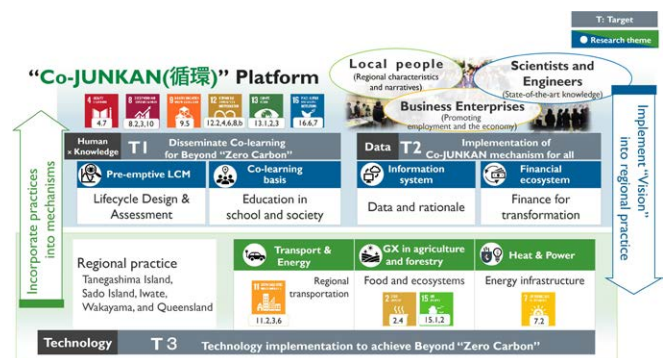 T: Target
Research theme
"Co-JUNKAN(循環)" Platform
4.7
8.2,3,10
9.5
12.2,4,6,8,b
13.1,2,3
16.6,7
Local people
(Regional characteristics
and narratives)
Scientists and
Engineers
(State-of-the-art knowledge)
Business Enterprises
(Promoting
employment and the economy)
Incorporate practices
into mechanisms
Implement "Vision"
into regional practice
Human
× Knowledge
T1
Disseminate Co-learning
for Beyond "Zero Carbon"
Data
T2
Implementation of
Co-JUNKAN mechanism for all
Pre-emptive LCM
Lifecycle Design &
Assessment
Co-learning
basis
Education in
school and society
Information
system
Data and rationale
Financial
ecosystem
Finance for
transformation
Regional practice
Tanegashima Island,
Sado Island, Iwate,
Wakayama, and Queensland
Transport &
Energy
Regional
transportation
11
11.2,3,6
GX in agriculture
and forestry
Food and ecosystems
2
2.4
15
15.1,2
Heat & Power
Energy infrastructure
7
7.2
Technology
T3
Technology implementation to achieve Beyond "Zero Carbon"